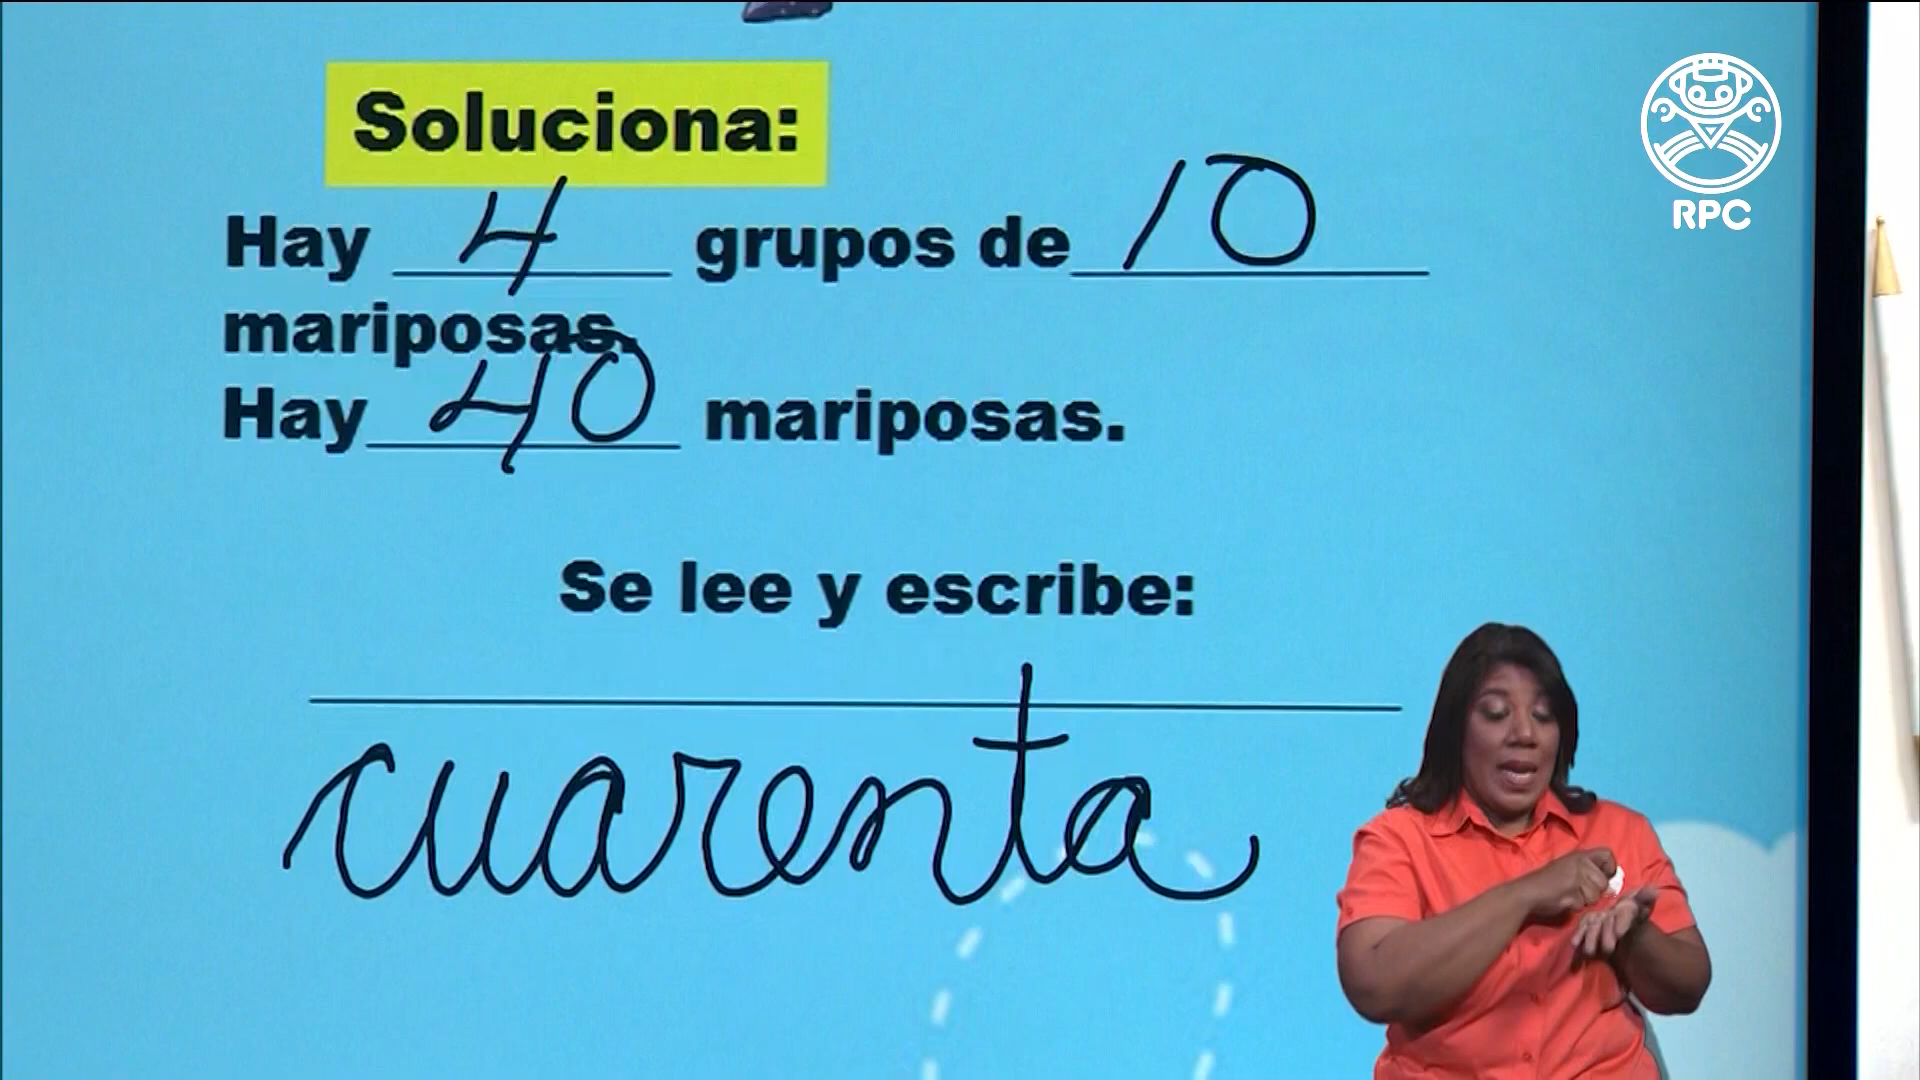 Soluciona:
Hay 4 grupos de 10
mariposas.
Hay 40 mariposas.
Se lee y escribe:
cuarenta
RPC